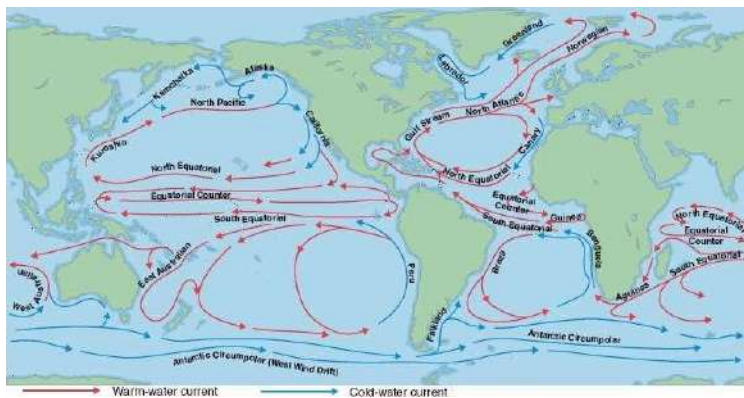 Greenland
Norwegian
Labrador
Alaska
Kamchatka
North Pacific
North Atlantic
Gulf Stream
California
Canary
Kuroshio
North Equatorial
North Equatorial
Equatorial Counter
Equatorial
Counter
Guinea
South Equatorial
South Equatorial
North Equatorial
Equatorial
Counter
South Equatorial
East Australian
West Aus
Peru
Brazil
Benguela
Agulhas
Falkland
Antarctic Circumpolar
Antarctic Circumpolar (West Wind Drift)
Warm-water current
Cold-water current